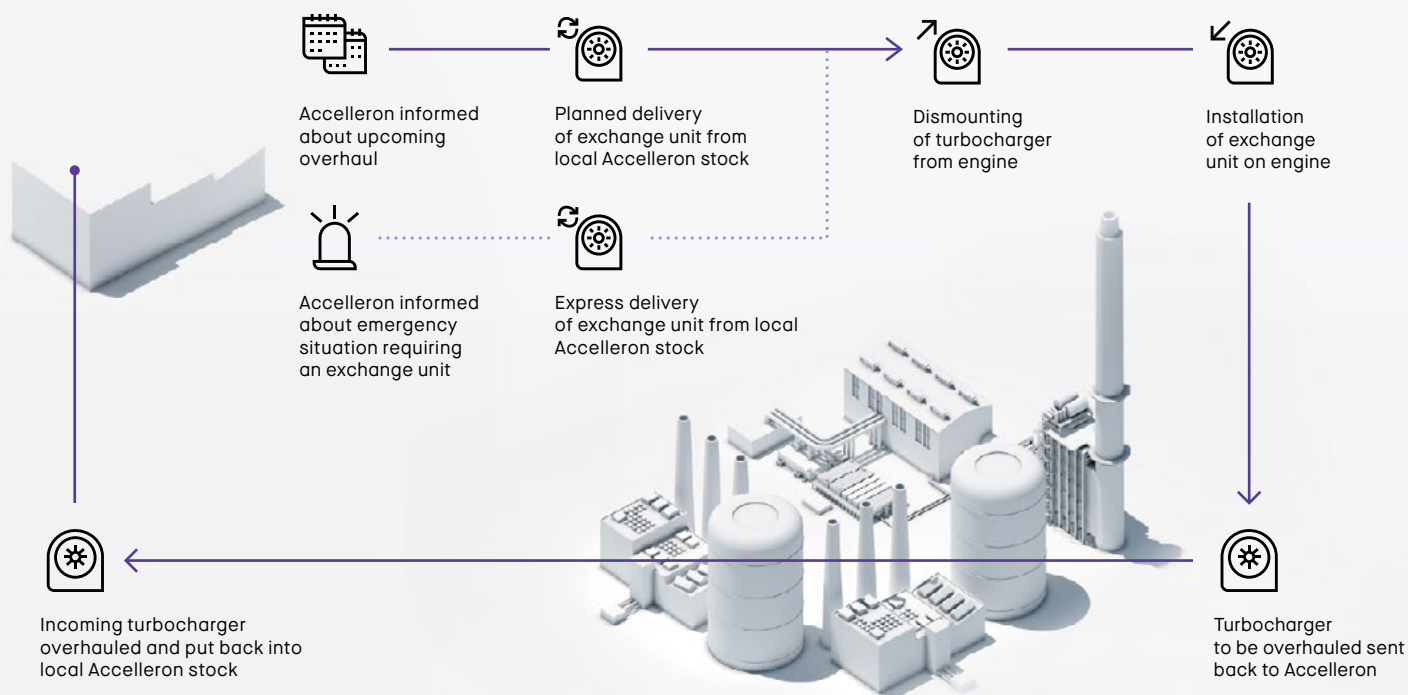 Accelleron informed
about upcoming
overhaul
Planned delivery
of exchange unit from
local Accelleron stock
Dismounting
of turbocharger
from engine
Installation
of exchange
unit on engine
Accelleron informed
about emergency
situation requiring
an exchange unit
Express delivery
of exchange unit from local
Accelleron stock
Incoming turbocharger
overhauled and put back into
local Accelleron stock
Turbocharger
to be overhauled sent
back to Accelleron